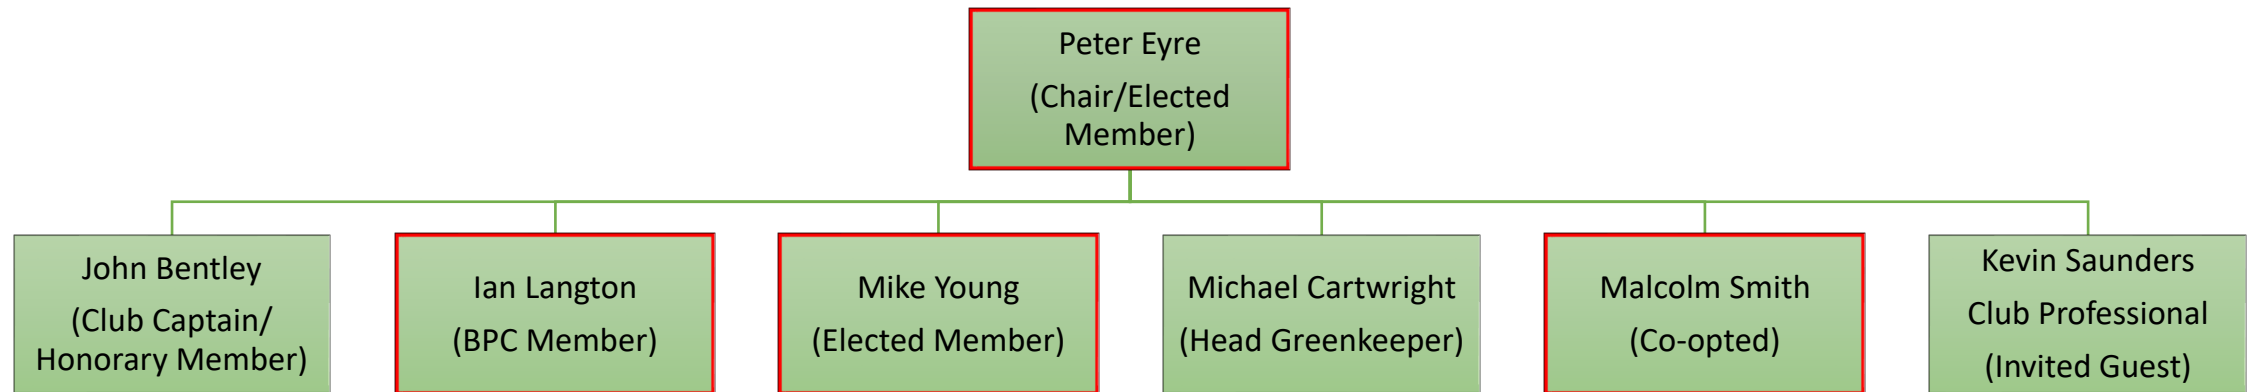 Peter Eyre
(Chair/Elected
Member)
John Bentley
(Club Captain/
Honorary Member)
Ian Langton
(BPC Member)
Mike Young
(Elected Member)
Michael Cartwright
(Head Greenkeeper)
Malcolm Smith
(Co-opted)
Kevin Saunders
Club Professional
(Invited Guest)